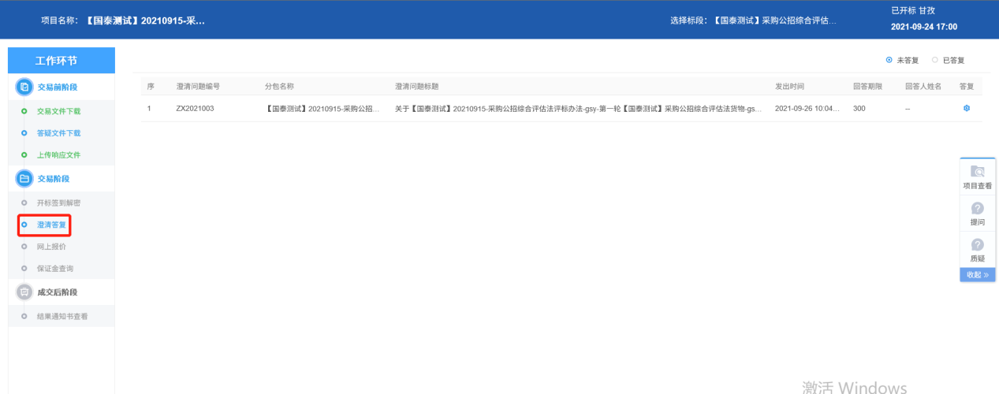 项目名称: 【国泰测试】20210915-采...
选择标段: 【国泰测试】采购公招综合评估...
已开标 甘孜
2021-09-24 17:00
工作环节
未答复 已答复
交易前阶段
交易文件下载
答疑文件下载
上传响应文件
交易阶段
开标签到解密
澄清答复
网上报价
保证金查询
成交后阶段
结果通知书查看
序 澄清问题编号 分包名称 澄清问题标题 发出时间 回答期限 回答人姓名 答复
1 ZX2021003 【国泰测试】20210915-采购公招... 关于【国泰测试】20210915-采购公招综合评估法评标办法-gsy-第一轮【国泰测试】采购公招综合评估法货物-gs... 2021-09-26 10:04... 300 --
项目查看
提问
质疑
收起 »
激活 Windows